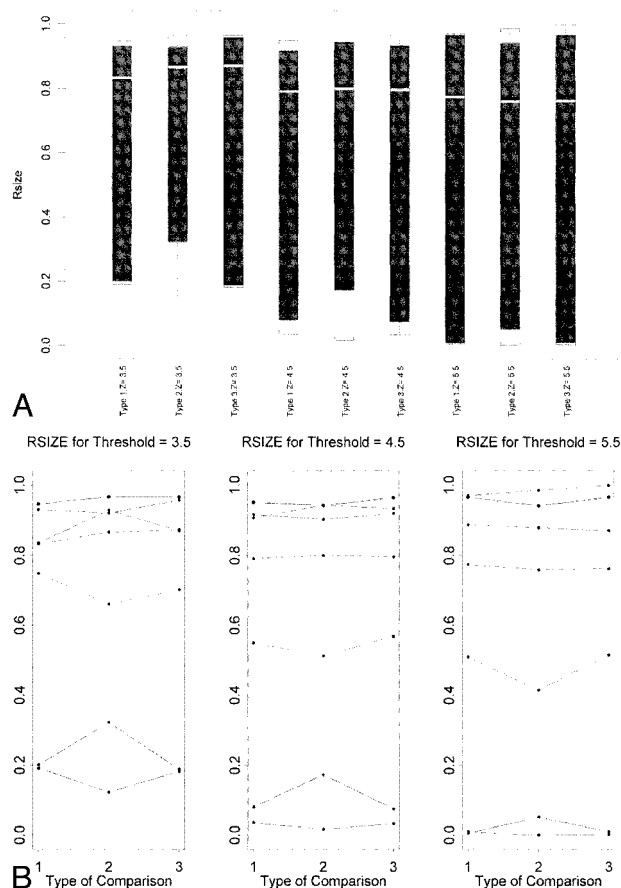 1.0
0.8
0.6
0.4
0.2
0.0
Rsize
Type 1.Z= 3.5
Type 2.Z= 3.5
Type 3.Z= 3.5
Type 1.Z= 4.5
Type 2.Z= 4.5
Type 3.Z= 4.5
Type 1.Z= 5.5
Type 2.Z= 5.5
Type 3.Z= 5.5
A
RSIZE for Threshold = 3.5
RSIZE for Threshold = 4.5
RSIZE for Threshold = 5.5
1.0
0.8
0.6
0.4
0.2
0.0
1.0
0.8
0.6
0.4
0.2
0.0
1.0
0.8
0.6
0.4
0.2
0.0
1 2 3
1 2 3
1 2 3
B
Type of Comparison
Type of Comparison
Type of Comparison